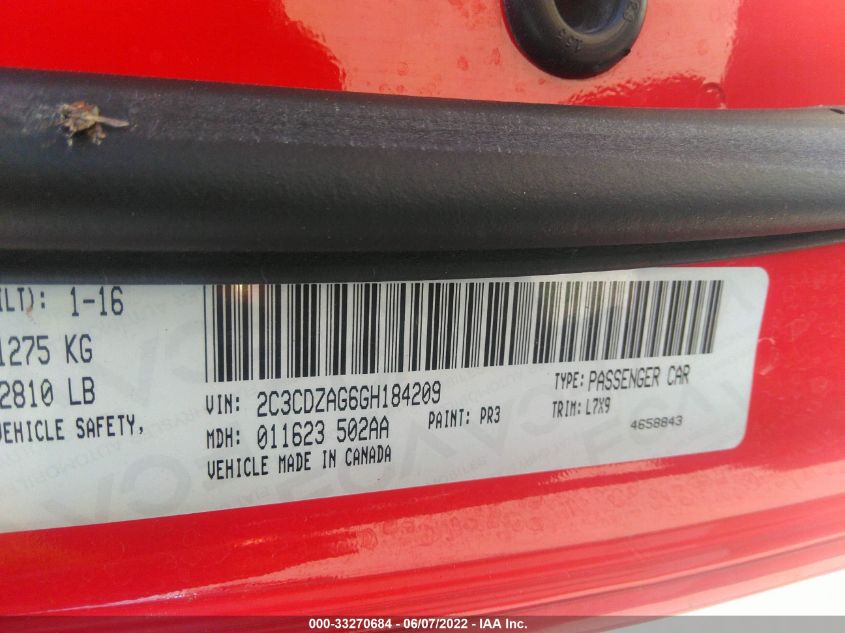 ILT): 1-16
1275 KG
2810 LB
VEHICLE SAFETY,
VIN: 2C3CDZAG6GH184209
TYPE: PASSENGER CAR
MDH: 011623 502AA
PAINT: PR3
TRIM: L7X9
VEHICLE MADE IN CANADA
4658843
000-33270684 - 06/07/2022 - IAA Inc.